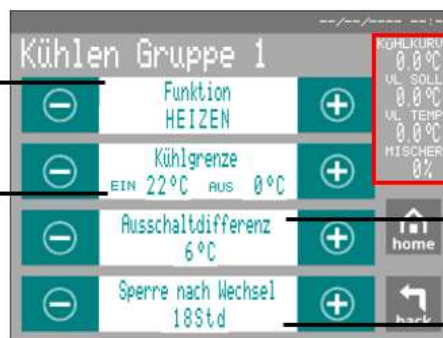 --/--/---- --:-
Kühlen Gruppe 1
Funktion
HEIZEN
Kühlgrenze
EIN 22°C AUS 0°C
Ausschaltdifferenz
6°C
Sperre nach Wechsel
18Std
KÜHLKURV
0.0°C
VL SOLL
0.0°C
VL TEMP
0.0°C
MISCHER
0%
home
back